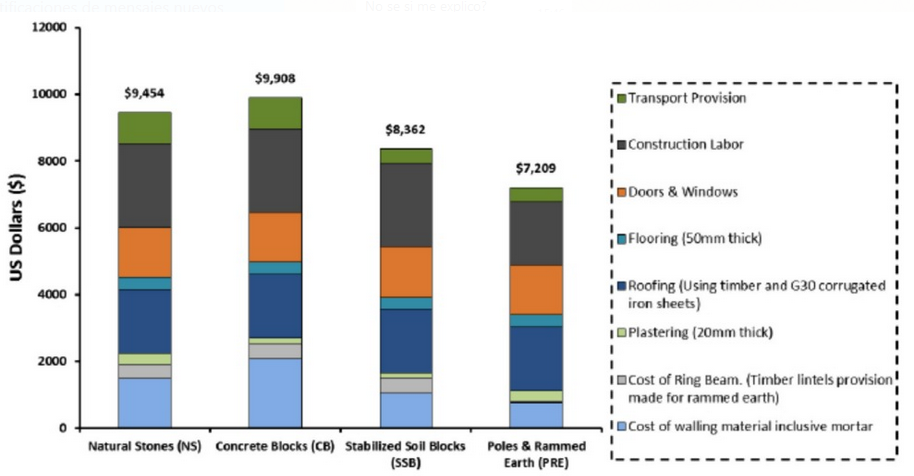 12000
10000
8000
6000
4000
2000
0
US Dollars ($)
$9,454
$9,908
$8,362
$7,209
Natural Stones (NS)
Concrete Blocks (CB)
Stabilized Soil Blocks
(SSB)
Poles & Rammed
Earth (PRE)
Transport Provision
Construction Labor
Doors & Windows
Flooring (50mm thick)
Roofing (Using timber and G30 corrugated
iron sheets)
Plastering (20mm thick)
Cost of Ring Beam. (Timber lintels provision
made for rammed earth)
Cost of walling material inclusive mortar